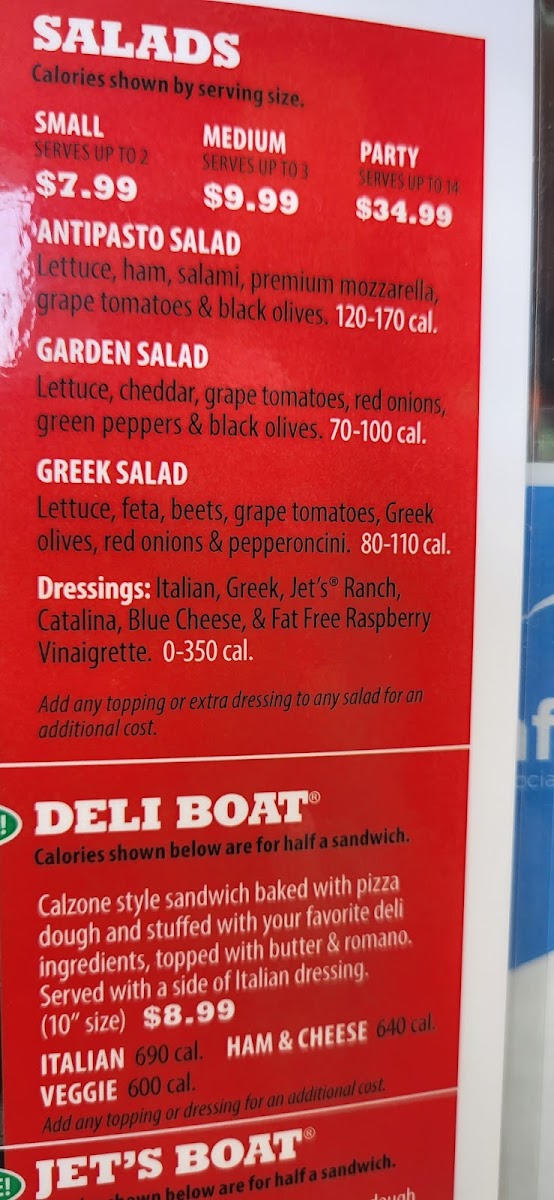 SALADS
Calories shown by serving size.
SMALL MEDIUM PARTY
SERVES UP TO 2 SERVES UP TO 3 SERVES UP TO 14
$7.99 $9.99 $34.99
ANTIPASTO SALAD
Lettuce, ham, salami, premium mozzarella,
grape tomatoes & black olives. 120-170 cal.
GARDEN SALAD
Lettuce, cheddar, grape tomatoes, red onions,
green peppers & black olives. 70-100 cal.
GREEK SALAD
Lettuce, feta, beets, grape tomatoes, Greek
olives, red onions & pepperoncini. 80-110 cal.
Dressings: Italian, Greek, Jet's® Ranch,
Catalina, Blue Cheese, & Fat Free Raspberry
Vinaigrette. 0-350 cal.
Add any topping or extra dressing to any salad for an
additional cost.
DELI BOAT®
Calories shown below are for half a sandwich.
Calzone style sandwich baked with pizza
dough and stuffed with your favorite deli
ingredients, topped with butter & romano.
Served with a side of Italian dressing.
(10" size) $8.99
ITALIAN 690 cal. HAM & CHEESE 640 cal.
VEGGIE 600 cal.
Add any topping or dressing for an additional cost.
JET'S BOAT®
shown below are for half a sandwich.
dough